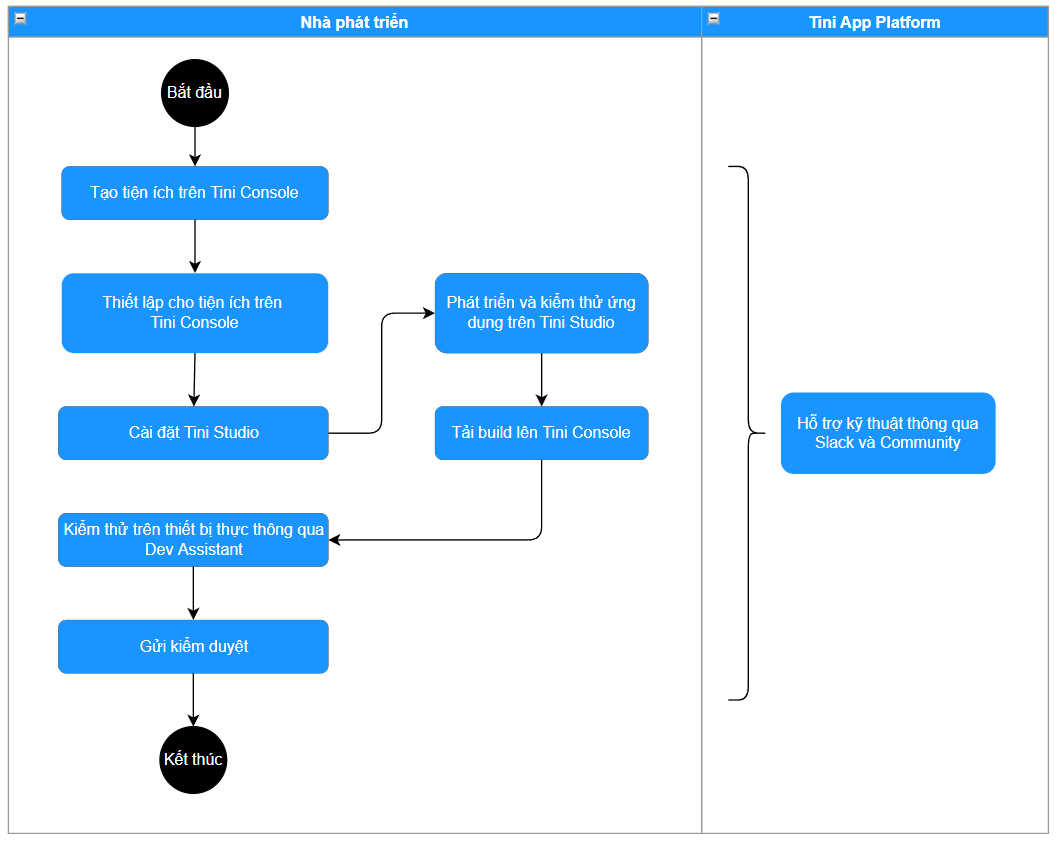 Nhà phát triển
Tini App Platform
Bắt đầu
Tạo tiện ích trên Tini Console
Thiết lập cho tiện ích trên
Tini Console
Cài đặt Tini Studio
Phát triển và kiểm thử ứng
dụng trên Tini Studio
Tải build lên Tini Console
Kiểm thử trên thiết bị thực thông qua
Dev Assistant
Gửi kiểm duyệt
Kết thúc
Hỗ trợ kỹ thuật thông qua
Slack và Community